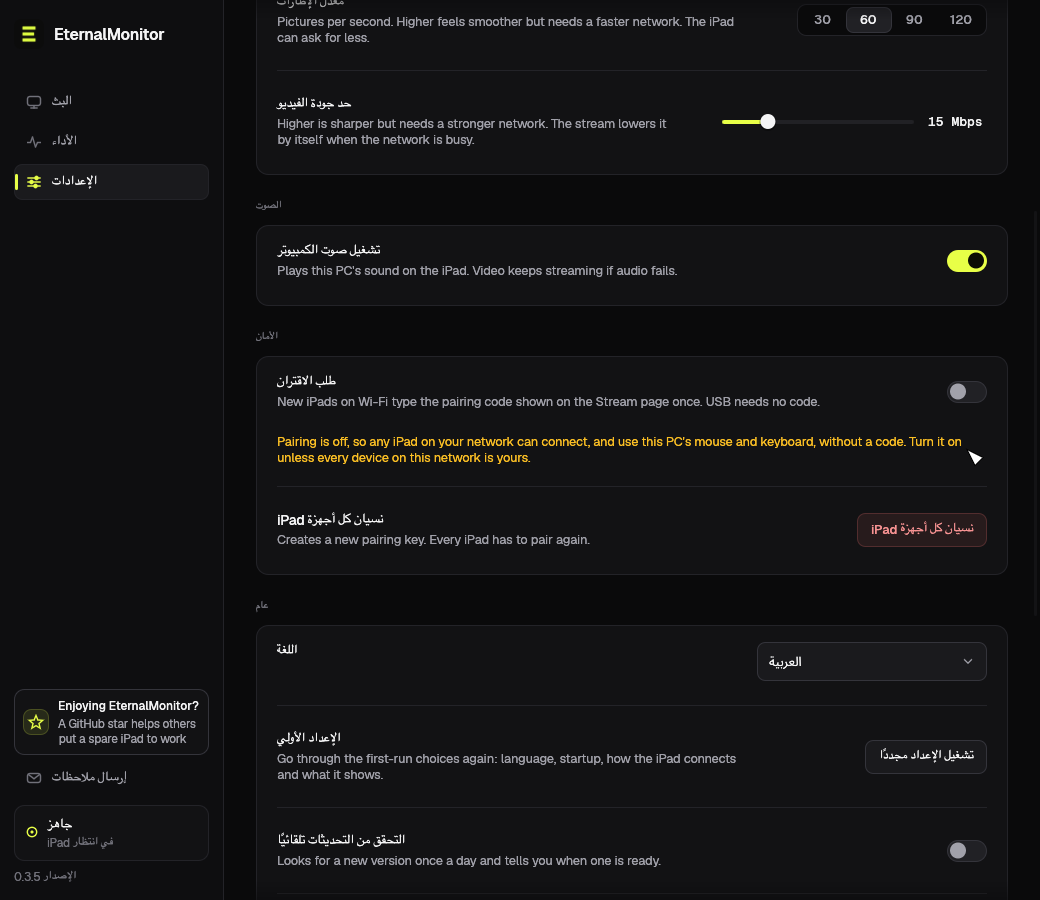 EternalMonitor
البث
الأداء
الإعدادات
Enjoying EternalMonitor?
A GitHub star helps others
put a spare iPad to work
إرسال ملاحظات
جاهز
في انتظار iPad
الإصدار 0.3.5
معدل الإطارات
Pictures per second. Higher feels smoother but needs a faster network. The iPad
can ask for less.
30 60 90 120
حد جودة الفيديو
Higher is sharper but needs a stronger network. The stream lowers it
by itself when the network is busy.
15 Mbps
الصوت
تشغيل صوت الكمبيوتر
Plays this PC's sound on the iPad. Video keeps streaming if audio fails.
الأمان
طلب الاقتران
New iPads on Wi-Fi type the pairing code shown on the Stream page once. USB needs no code.
Pairing is off, so any iPad on your network can connect, and use this PC's mouse and keyboard, without a code. Turn it on
unless every device on this network is yours.
نسيان كل أجهزة iPad
Creates a new pairing key. Every iPad has to pair again.
نسيان كل أجهزة iPad
عام
اللغة
العربية
الإعداد الأولي
Go through the first-run choices again: language, startup, how the iPad connects
and what it shows.
تشغيل الإعداد مجددًا
التحقق من التحديثات تلقائيًا
Looks for a new version once a day and tells you when one is ready.